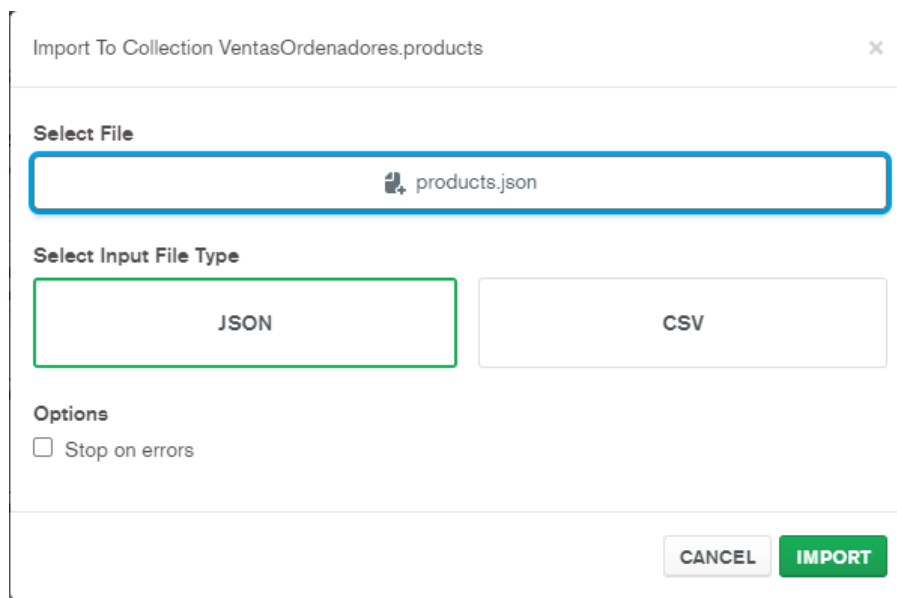 Import To Collection VentasOrdenadores.products
Select File
products.json
Select Input File Type
JSON CSV
Options
Stop on errors
CANCEL IMPORT